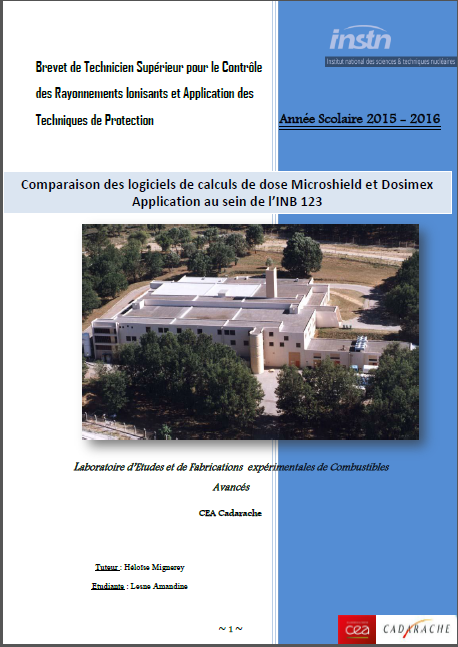 instn
Institut national des sciences & techniques nucléaires
Brevet de Technicien Supérieur pour le Contrôle
des Rayonnements Ionisants et Application des
Techniques de Protection
Année Scolaire 2015 – 2016
Comparaison des logiciels de calculs de dose Microshield et Dosimex
Application au sein de l'INB 123
Laboratoire d'Etudes et de Fabrications expérimentales de Combustibles
Avancés
CEA Cadarache
Tuteur : Héloïse Mignerey
Etudiante : Lesne Amandine
~ 1 ~
cea
CADARACHE